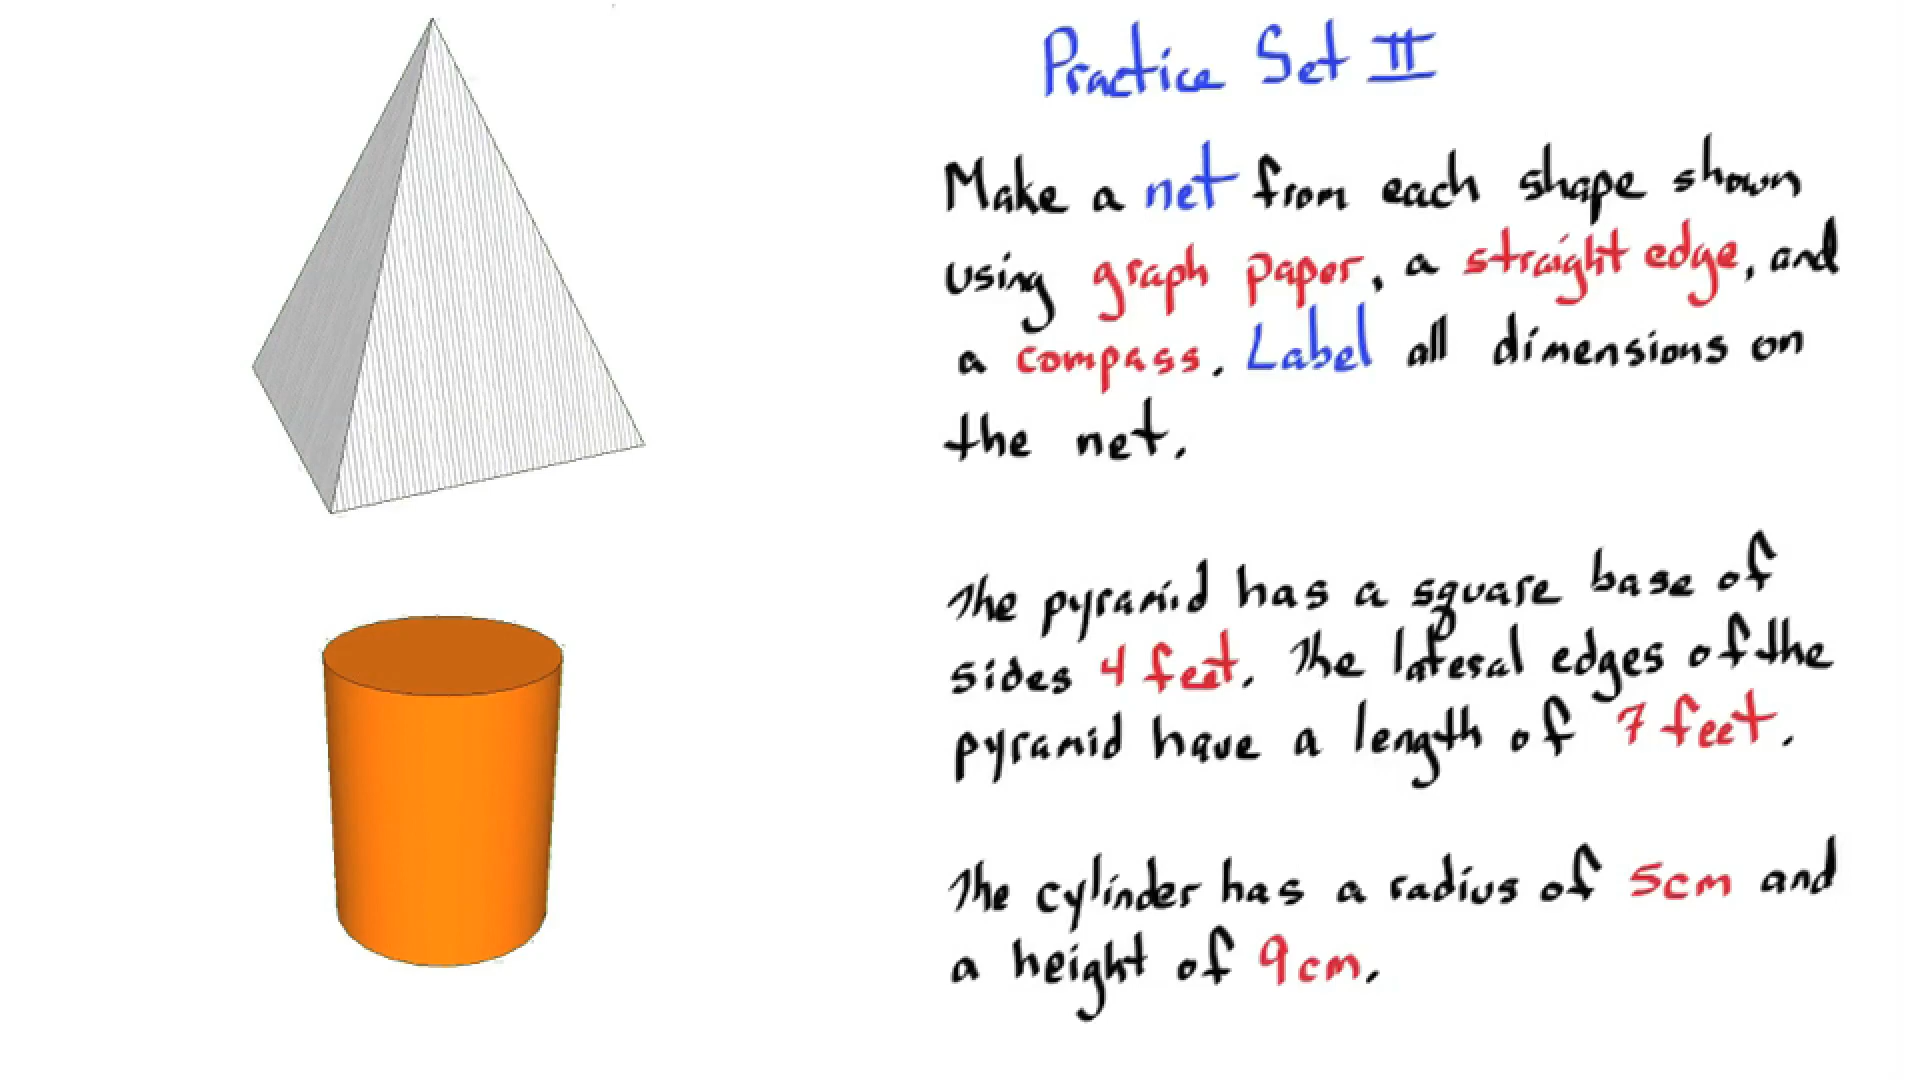 Practice Set II
Make a net from each shape shown
using graph paper, a straight edge, and
a compass. Label all dimensions on
the net.
The pyramid has a square base of
sides 4 feet. The lateral edges of the
pyramid have a length of 7 feet.
The cylinder has a radius of 5cm and
a height of 9cm.